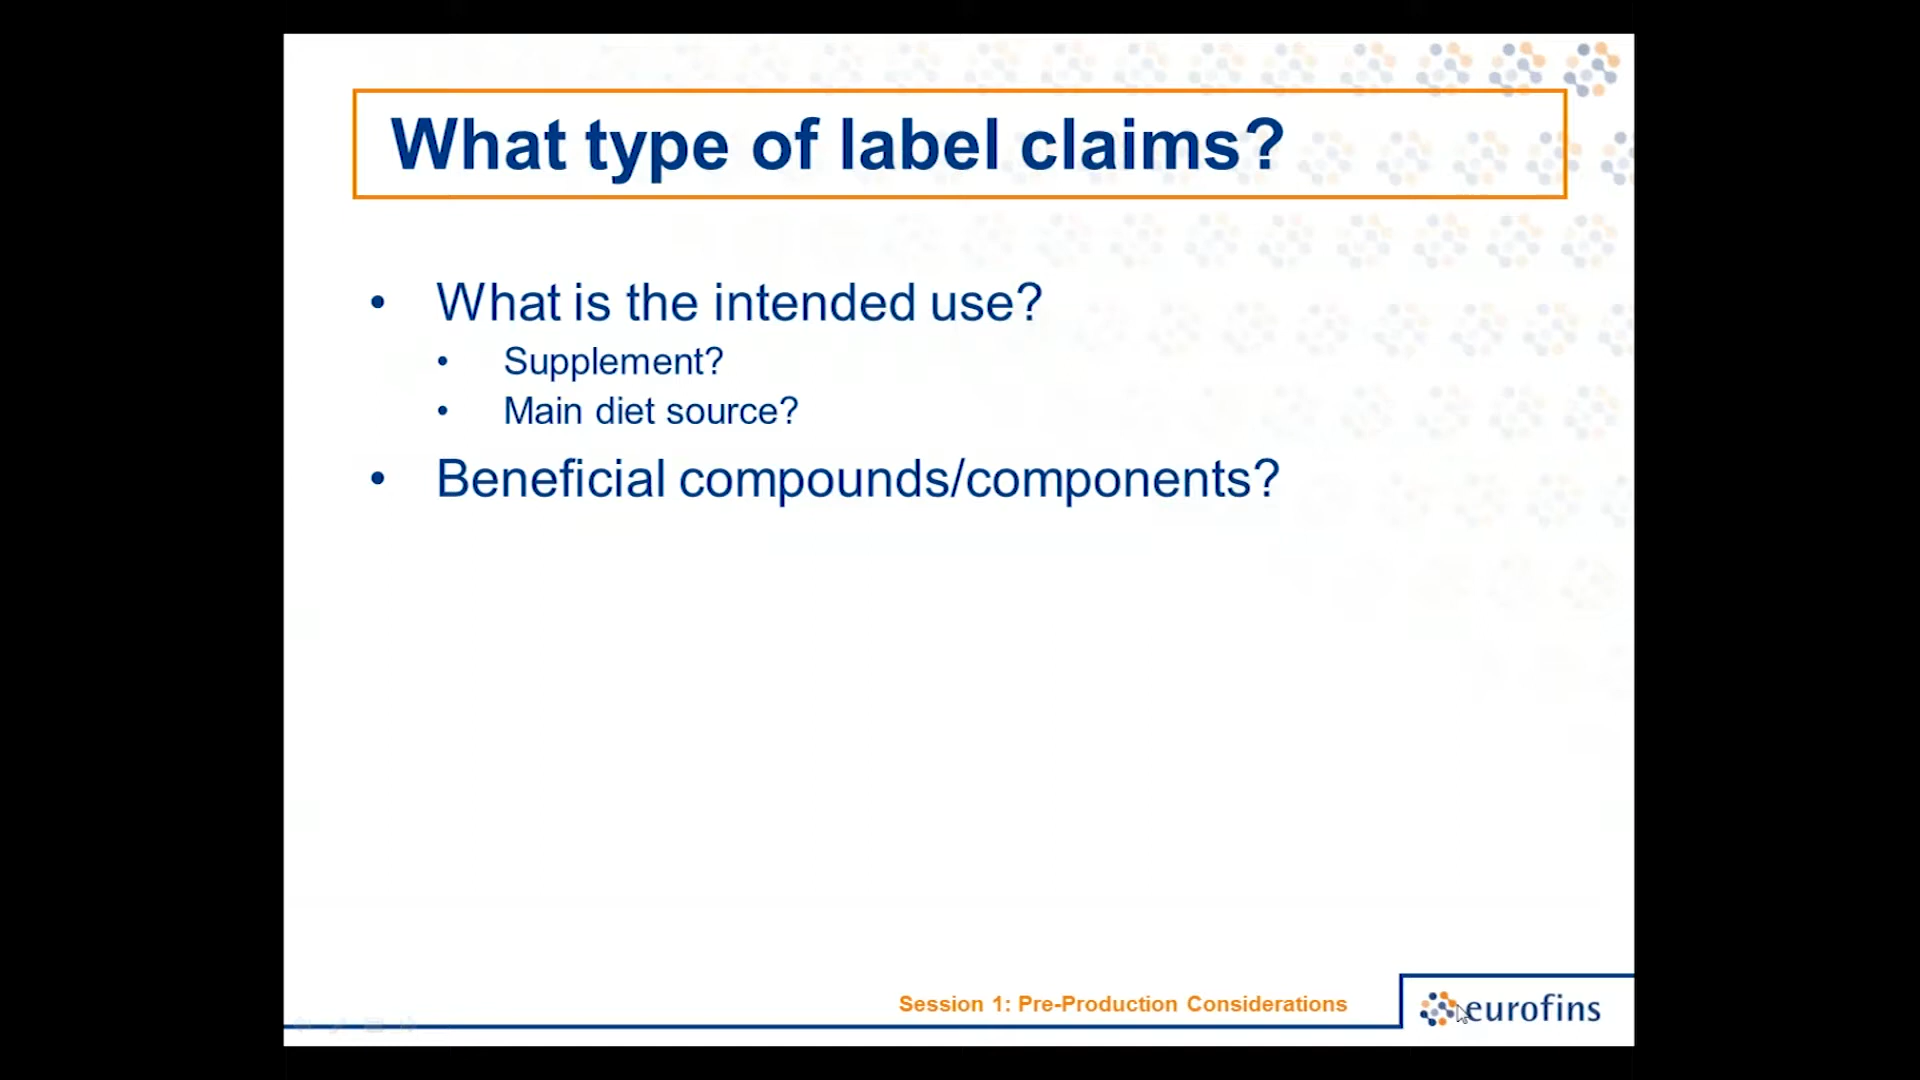 What type of label claims?
• What is the intended use?
• Supplement?
• Main diet source?
• Beneficial compounds/components?
Session 1: Pre-Production Considerations
eurofins